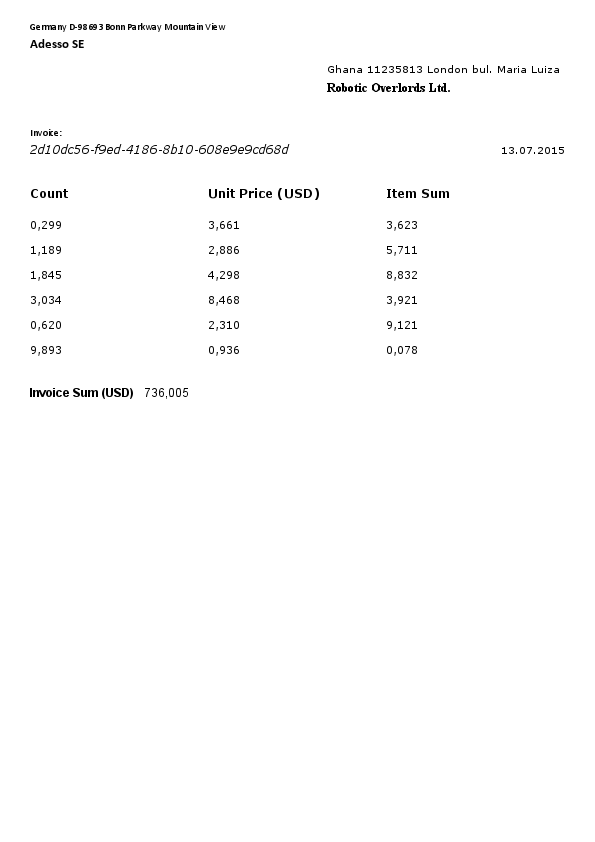 Germany D-98693 Bonn Parkway Mountain View
Adesso SE
Ghana 11235813 London bul. Maria Luiza
Robotic Overlords Ltd.
Invoice:
2d10dc56-f9ed-4186-8b10-608e9e9cd68d 13.07.2015
Count Unit Price (USD) Item Sum
0,299 3,661 3,623
1,189 2,886 5,711
1,845 4,298 8,832
3,034 8,468 3,921
0,620 2,310 9,121
9,893 0,936 0,078
Invoice Sum (USD) 736,005